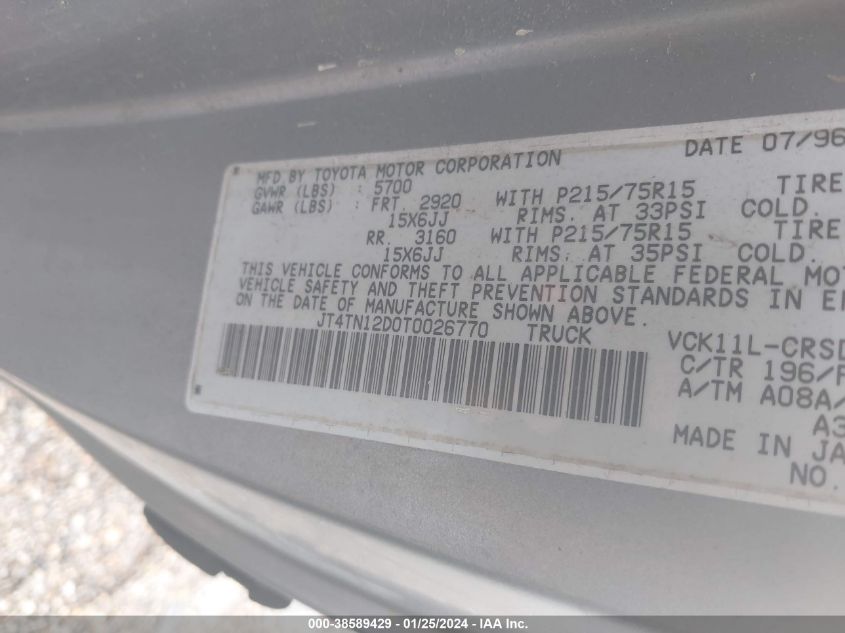 MFD. BY TOYOTA MOTOR CORPORATION DATE 07/96
GVWR (LBS) : 5700
GAWR (LBS) : FRT. 2920 WITH P215/75R15 TIRE
15X6JJ RIMS. AT 33PSI COLD.
RR. 3160 WITH P215/75R15 TIRE
15X6JJ RIMS. AT 35PSI COLD.
THIS VEHICLE CONFORMS TO ALL APPLICABLE FEDERAL MOT
VEHICLE SAFETY AND THEFT PREVENTION STANDARDS IN E
ON THE DATE OF MANUFACTURE SHOWN ABOVE.
JT4TN12D0T0026770 TRUCK VCK11L-CRSD
C/TR 196/F
A/TM A08A/
A3
MADE IN JA
NO.
000-38589429 - 01/25/2024 - IAA Inc.